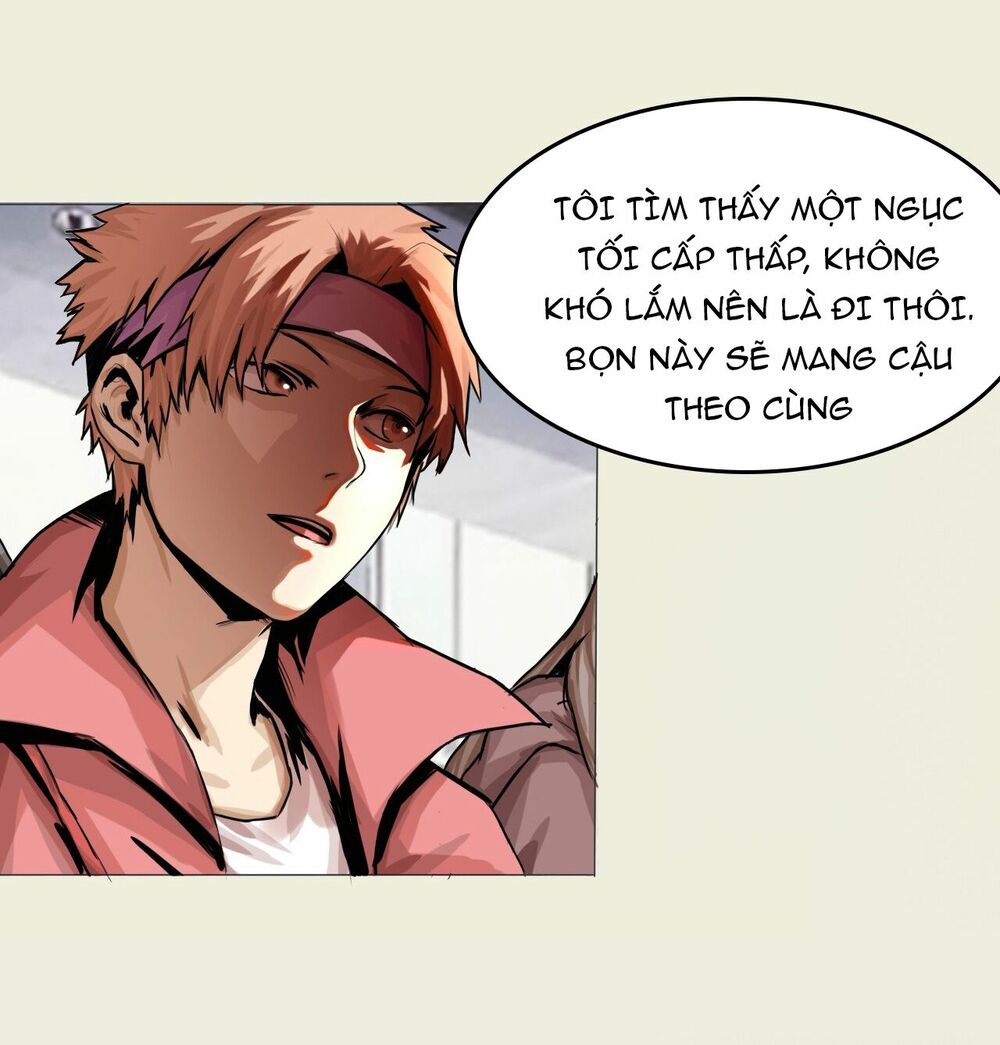 TÔI TÌM THẤY MỘT NGỤC
TỐI CẤP THẤP, KHÔNG
KHÓ LẮM NÊN LÀ ĐI THÔI.
BỌN NÀY SẼ MANG CẬU
THEO CÙNG